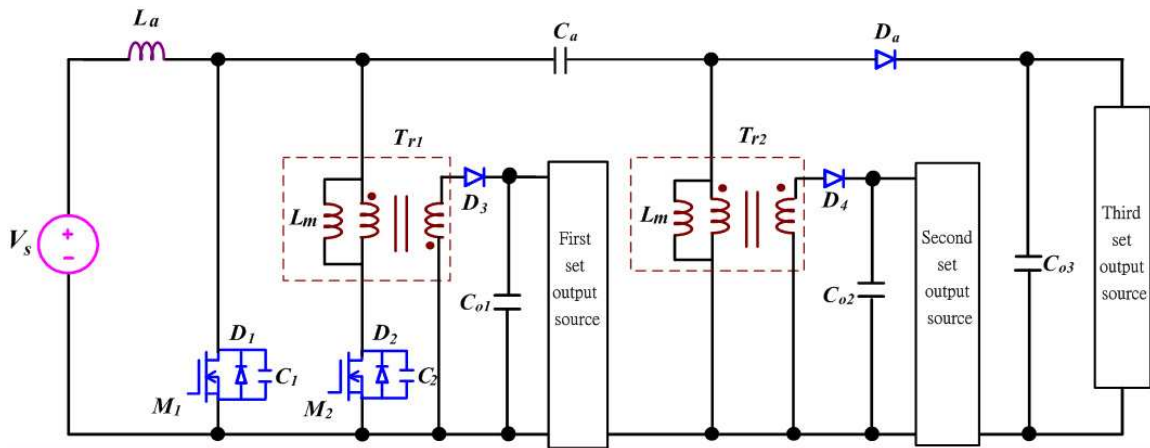 La
Ca
Da
Tr1
Tr2
Lm
D3
Lm
D4
Vs
+
-
First
set
output
source
Second
set
output
source
Third
set
output
source
Co1
Co2
Co3
D1
D2
C1
C2
M1
M2